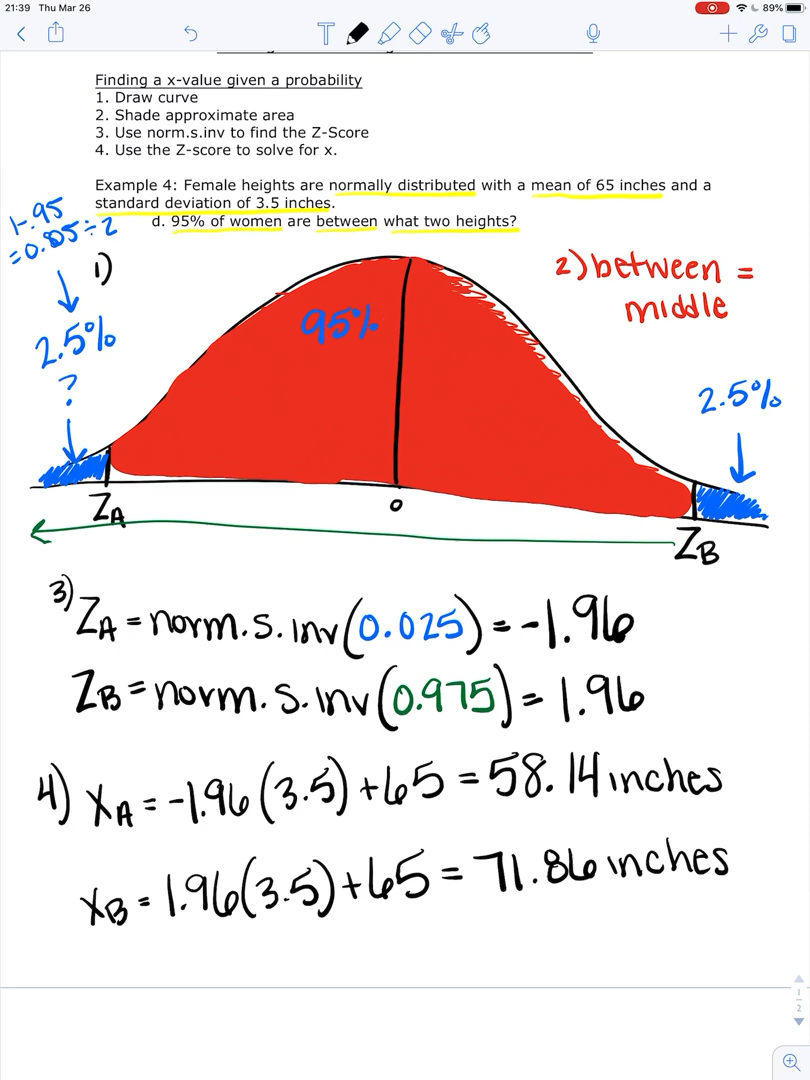 21:39 Thu Mar 26
89%
Finding a x-value given a probability
1. Draw curve
2. Shade approximate area
3. Use norm.s.inv to find the Z-Score
4. Use the Z-score to solve for x.
Example 4: Female heights are normally distributed with a mean of 65 inches and a
standard deviation of 3.5 inches.
d. 95% of women are between what two heights?
1-.95
=0.05÷2
1)
2) between =
middle
2.5%
?
95%
2.5%
ZA
0
ZB
3) ZA = norm.s.inv(0.025) = -1.96
ZB = norm.s.inv(0.975) = 1.96
4) XA = -1.96(3.5)+65 = 58.14 inches
XB = 1.96(3.5)+65 = 71.86 inches
1
2